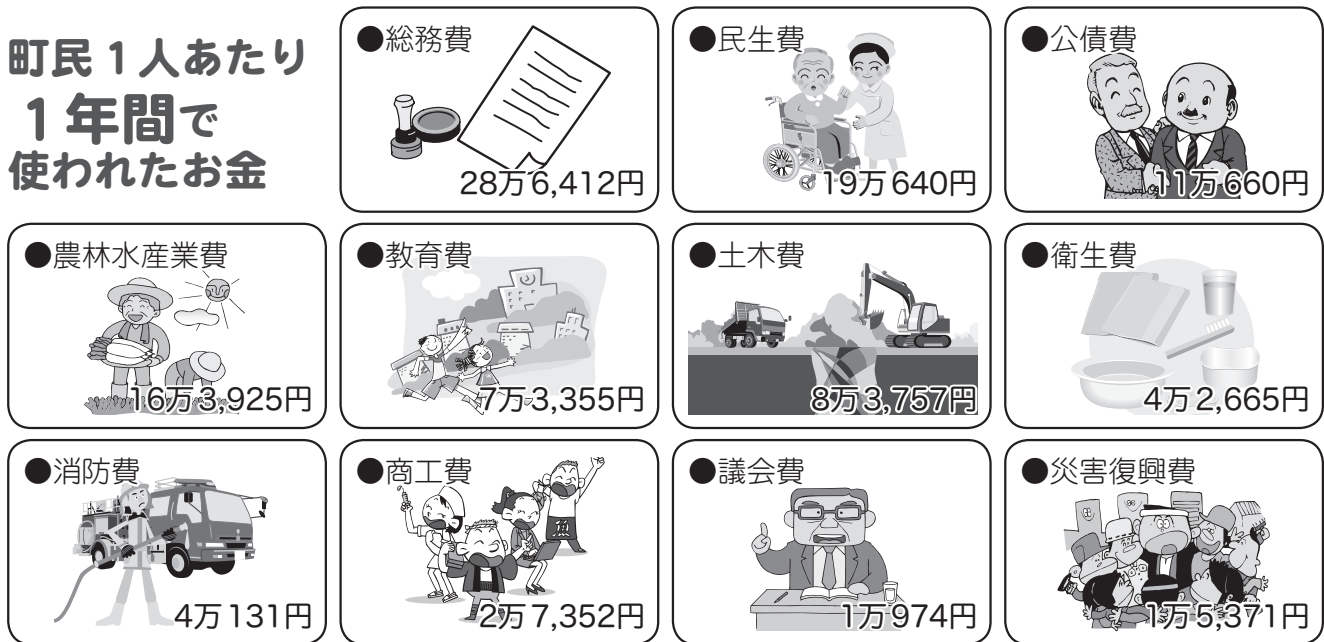 町民1人あたり
1年間で
使われたお金
●総務費
28万6,412円
●民生費
19万640円
●公債費
11万660円
●農林水産業費
16万3,925円
●教育費
7万3,355円
●土木費
8万3,757円
●衛生費
4万2,665円
●消防費
4万131円
●商工費
2万7,352円
●議会費
1万974円
●災害復興費
1万5,371円